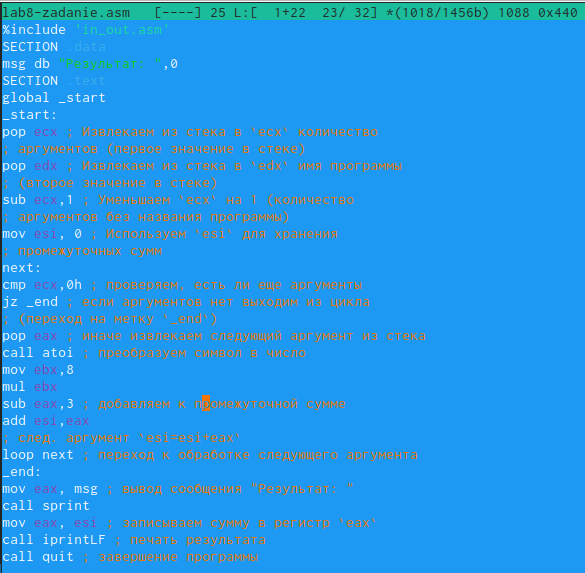 lab8-zadanie.asm   [----] 25 L:[  1+22  23/ 32] *(1018/1456b) 1088 0x440
%include 'in_out.asm'
SECTION .data
msg db "Результат: ",0
SECTION .text
global _start
_start:
pop ecx ; Извлекаем из стека в `ecx` количество
; аргументов (первое значение в стеке)
pop edx ; Извлекаем из стека в `edx` имя программы
; (второе значение в стеке)
sub ecx,1 ; Уменьшаем `ecx` на 1 (количество
; аргументов без названия программы)
mov esi, 0 ; Используем `esi` для хранения
; промежуточных сумм
next:
cmp ecx,0h ; проверяем, есть ли еще аргументы
jz _end ; если аргументов нет выходим из цикла
; (переход на метку `_end`)
pop eax ; иначе извлекаем следующий аргумент из стека
call atoi ; преобразуем символ в число
mov ebx,8
mul ebx
sub eax,3 ; добавляем к промежуточной сумме
add esi,eax
; след. аргумент `esi=esi+eax`
loop next ; переход к обработке следующего аргумента
_end:
mov eax, msg ; вывод сообщения "Результат: "
call sprint
mov eax, esi ; записываем сумму в регистр `eax`
call iprintLF ; печать результата
call quit ; завершение программы